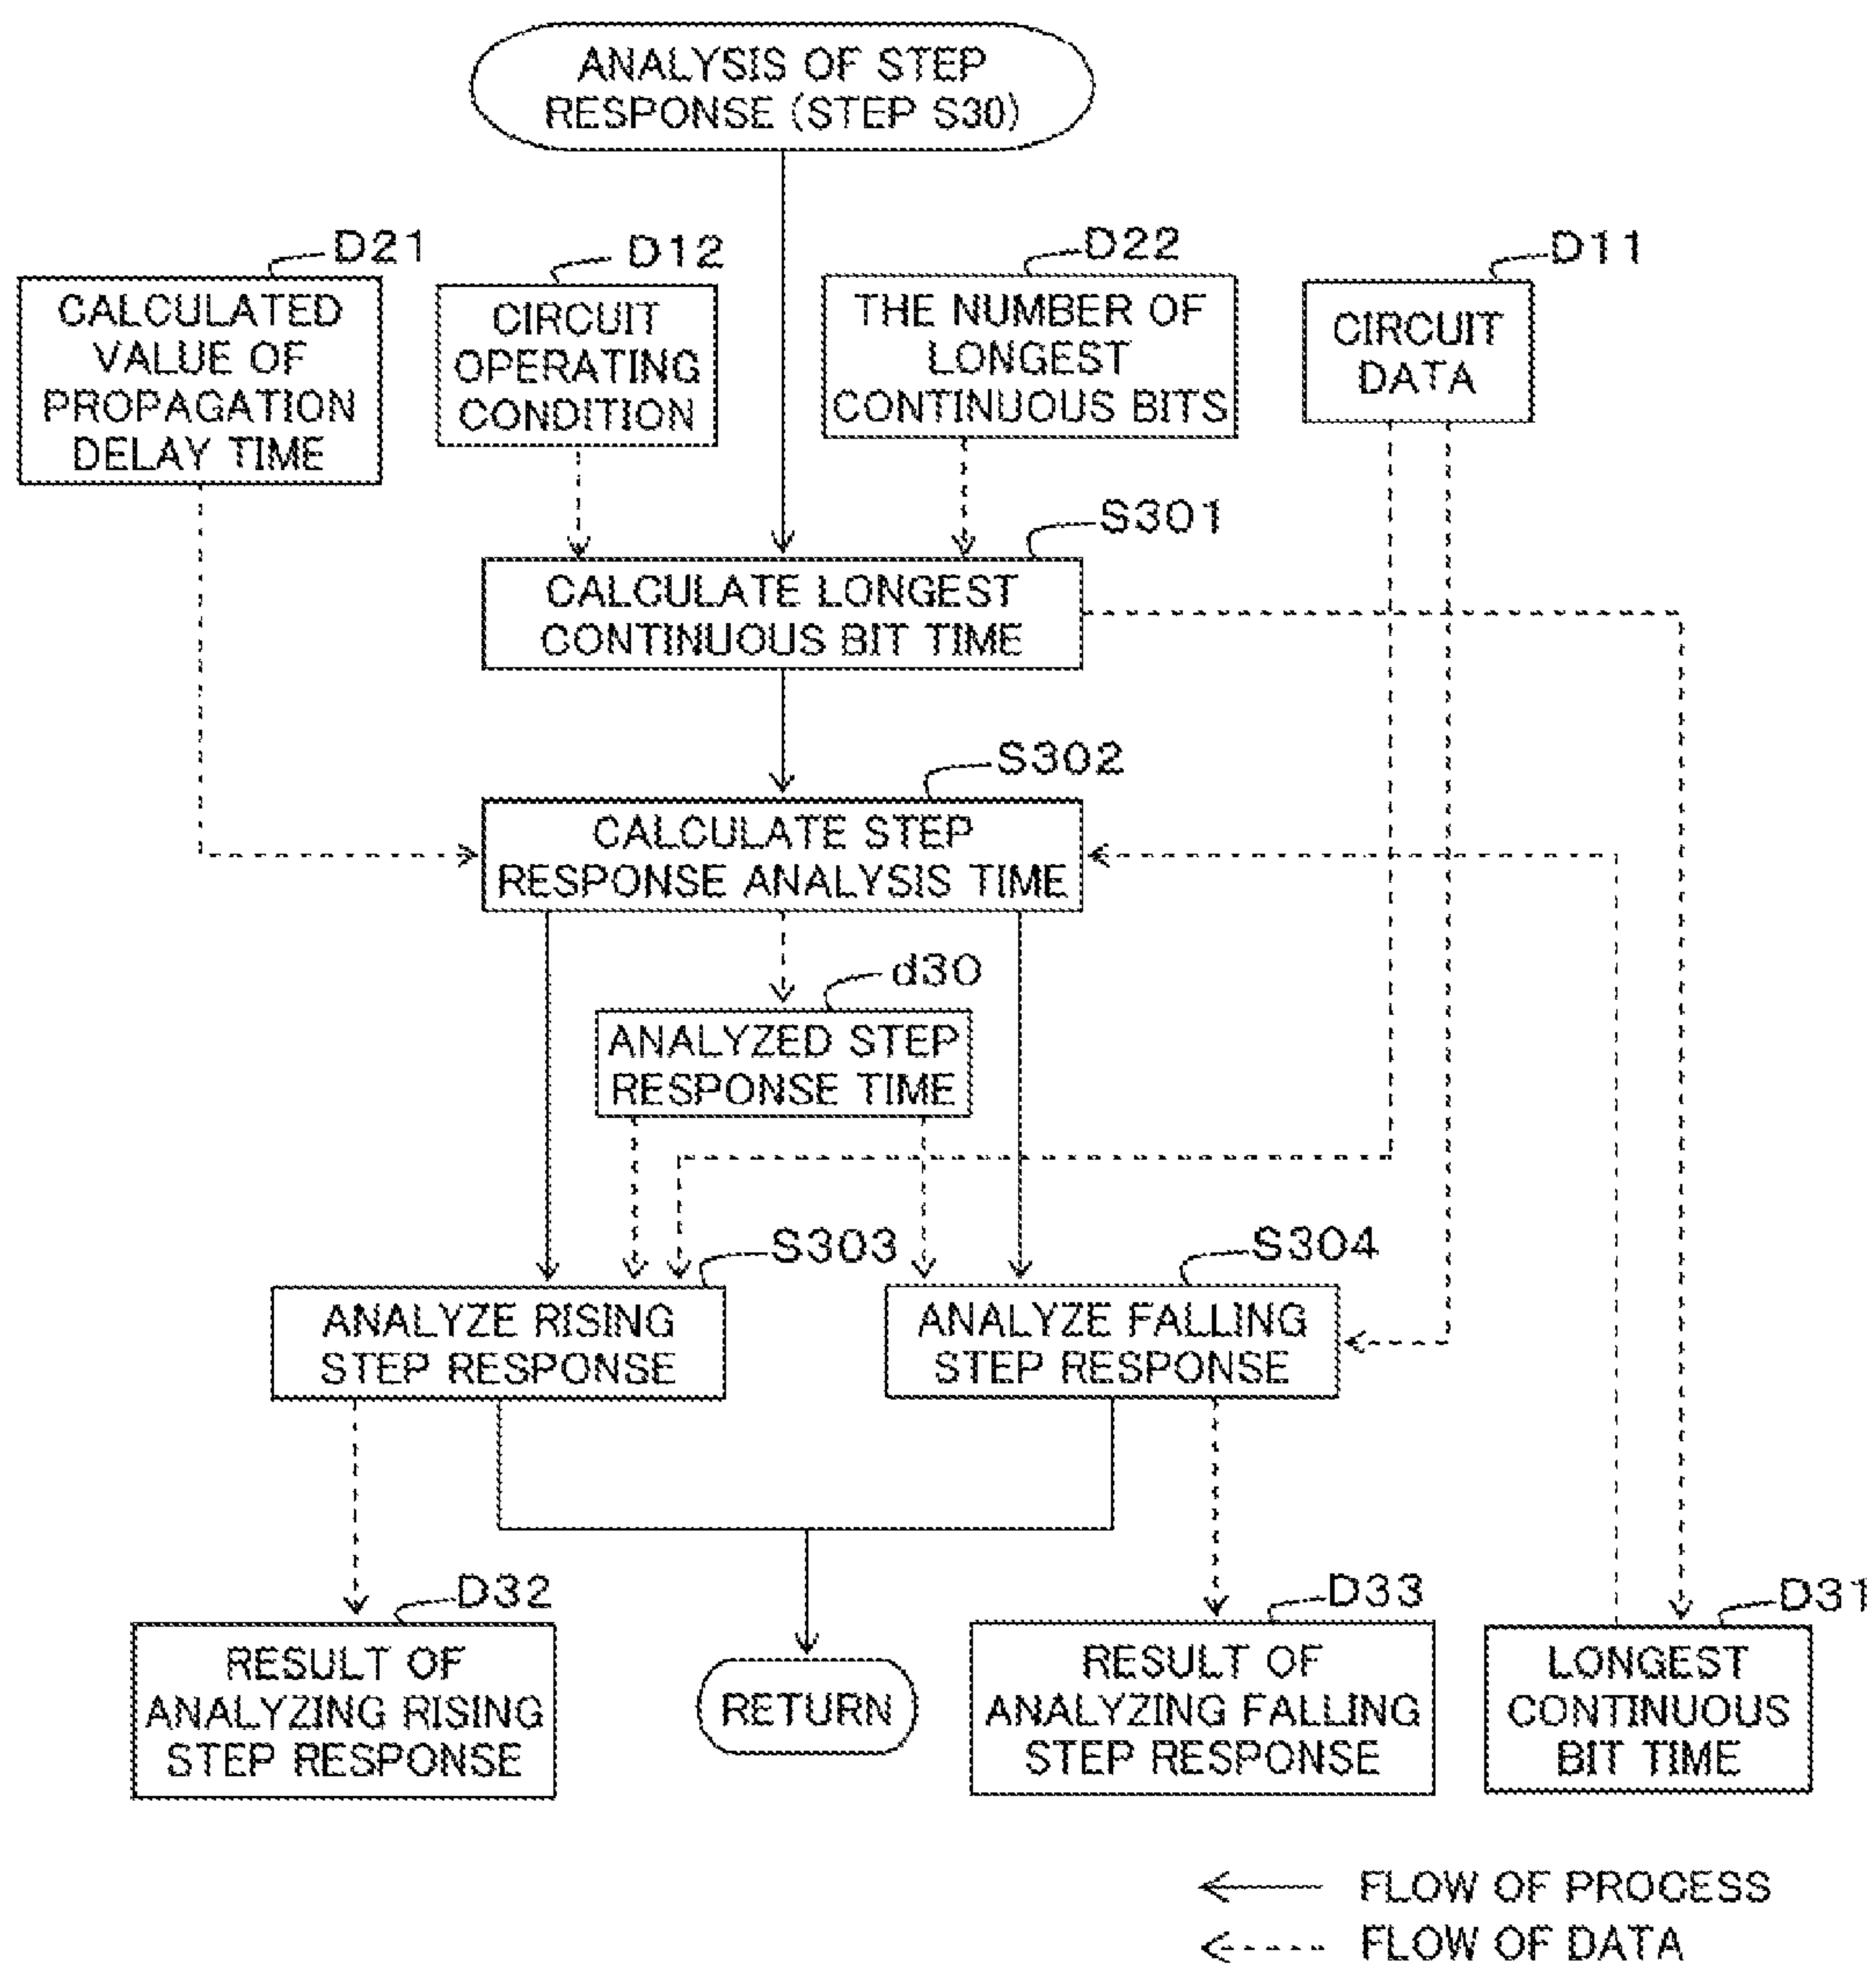 ANALYSIS OF STEP
RESPONSE (STEP S30)
D21
CALCULATED
VALUE OF
PROPAGATION
DELAY TIME
D12
CIRCUIT
OPERATING
CONDITION
D22
THE NUMBER OF
LONGEST
CONTINUOUS BITS
D11
CIRCUIT
DATA
S301
CALCULATE LONGEST
CONTINUOUS BIT TIME
S302
CALCULATE STEP
RESPONSE ANALYSIS TIME
d30
ANALYZED STEP
RESPONSE TIME
S303
ANALYZE RISING
STEP RESPONSE
S304
ANALYZE FALLING
STEP RESPONSE
D32
RESULT OF
ANALYZING RISING
STEP RESPONSE
RETURN
D33
RESULT OF
ANALYZING FALLING
STEP RESPONSE
D31
LONGEST
CONTINUOUS
BIT TIME
FLOW OF PROCESS
FLOW OF DATA